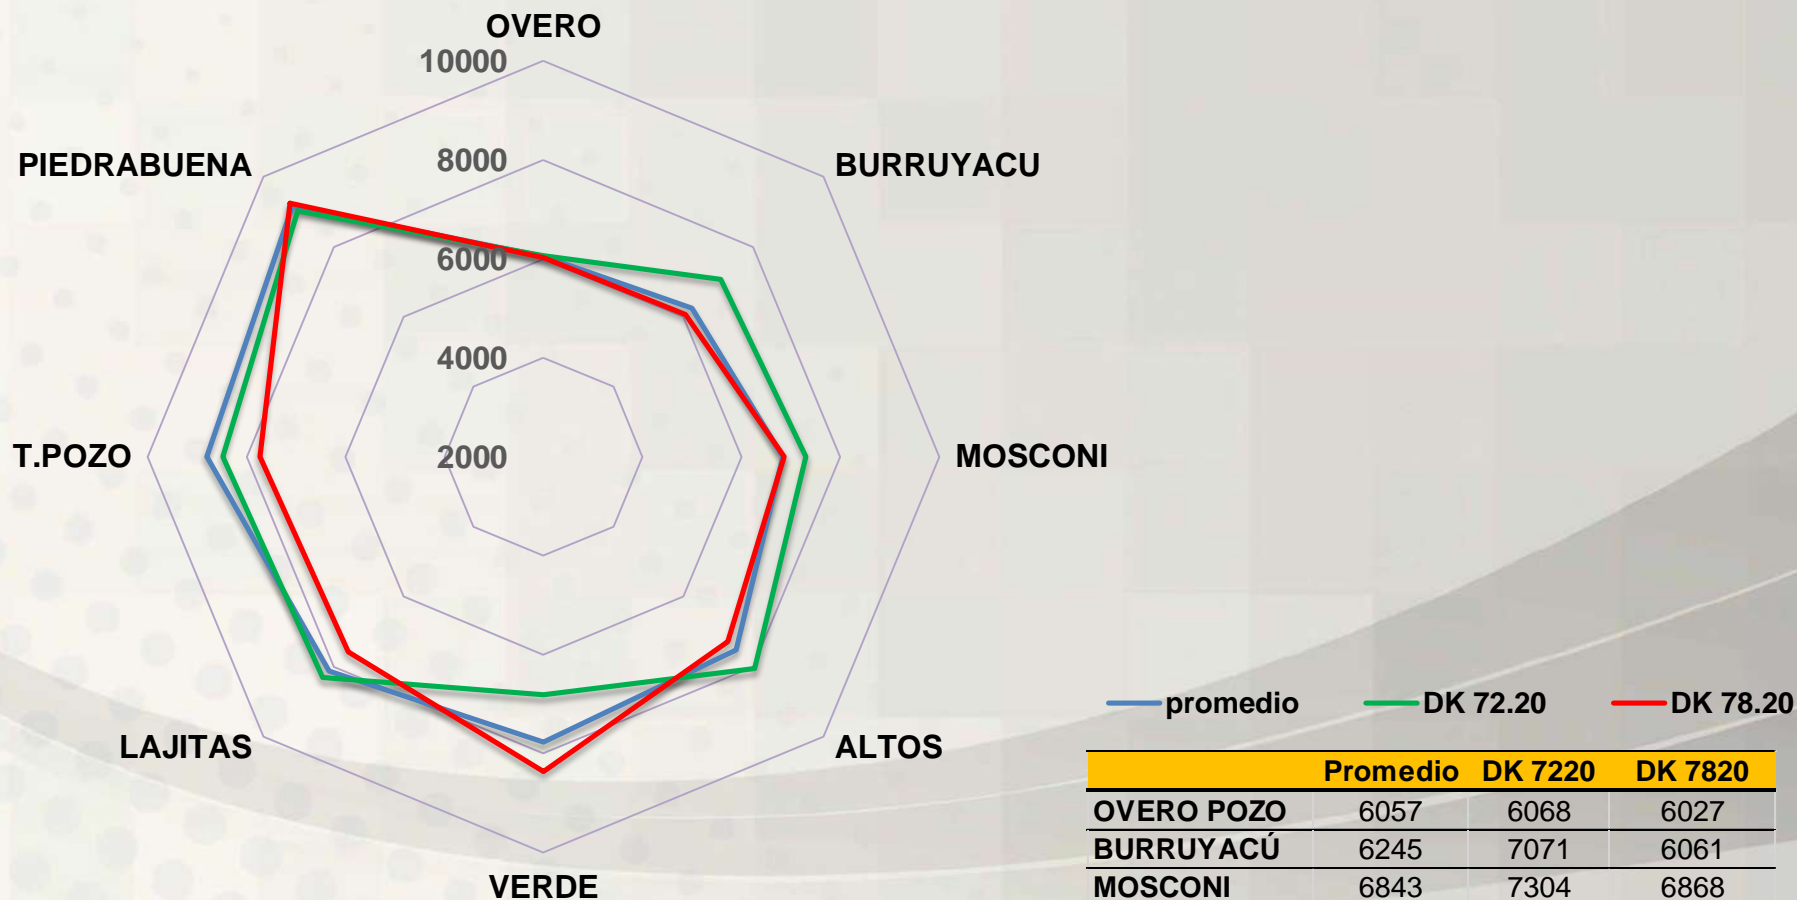 OVERO
10000
PIEDRABUENA
8000
BURRUYACU
6000
4000
T.POZO
2000
MOSCONI
LAJITAS
ALTOS
VERDE
promedio DK 72.20 DK 78.20
Promedio DK 7220 DK 7820
OVERO POZO 6057 6068 6027
BURRUYACÚ 6245 7071 6061
MOSCONI 6843 7304 6868